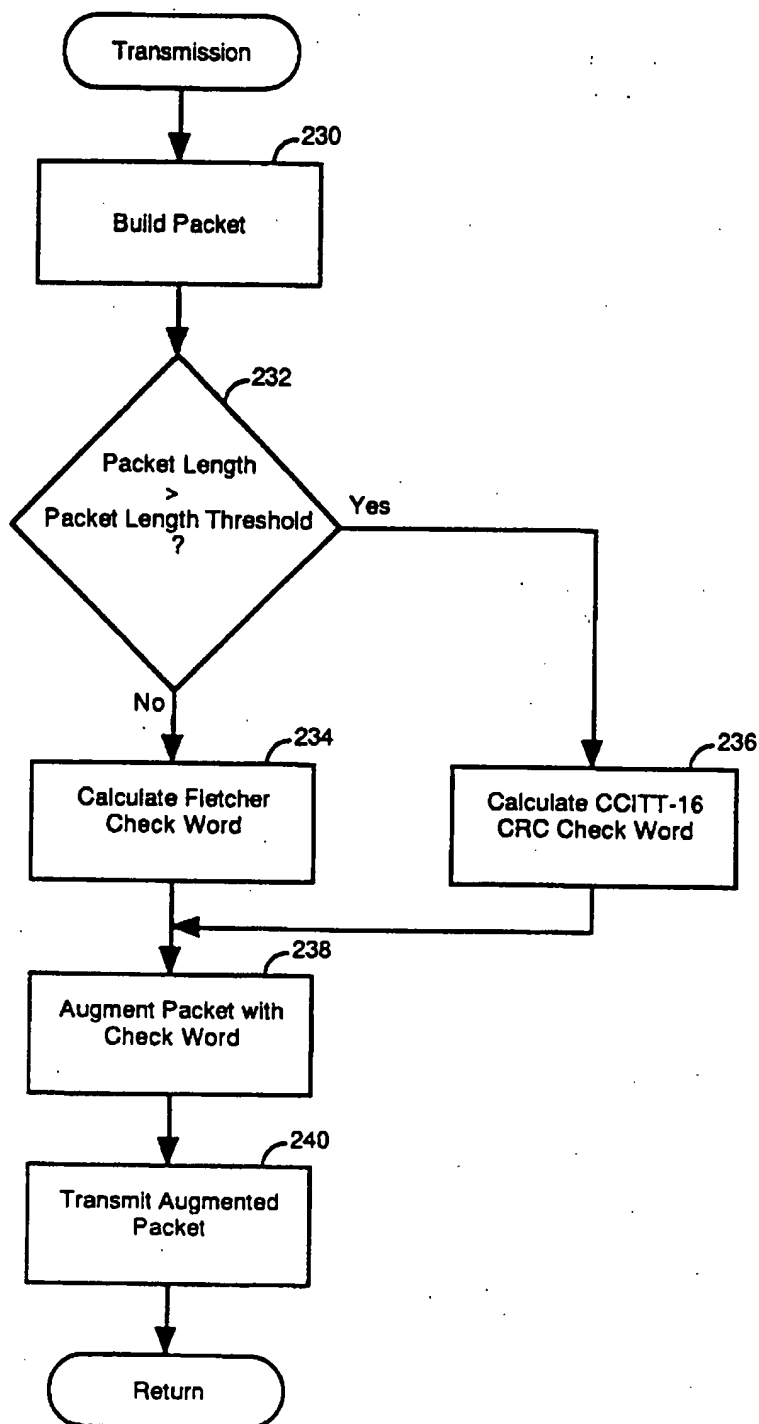 Transmission
230
Build Packet
232
Packet Length
>
Packet Length Threshold
?
Yes
No
234
Calculate Fletcher
Check Word
236
Calculate CCITT-16
CRC Check Word
238
Augment Packet with
Check Word
240
Transmit Augmented
Packet
Return